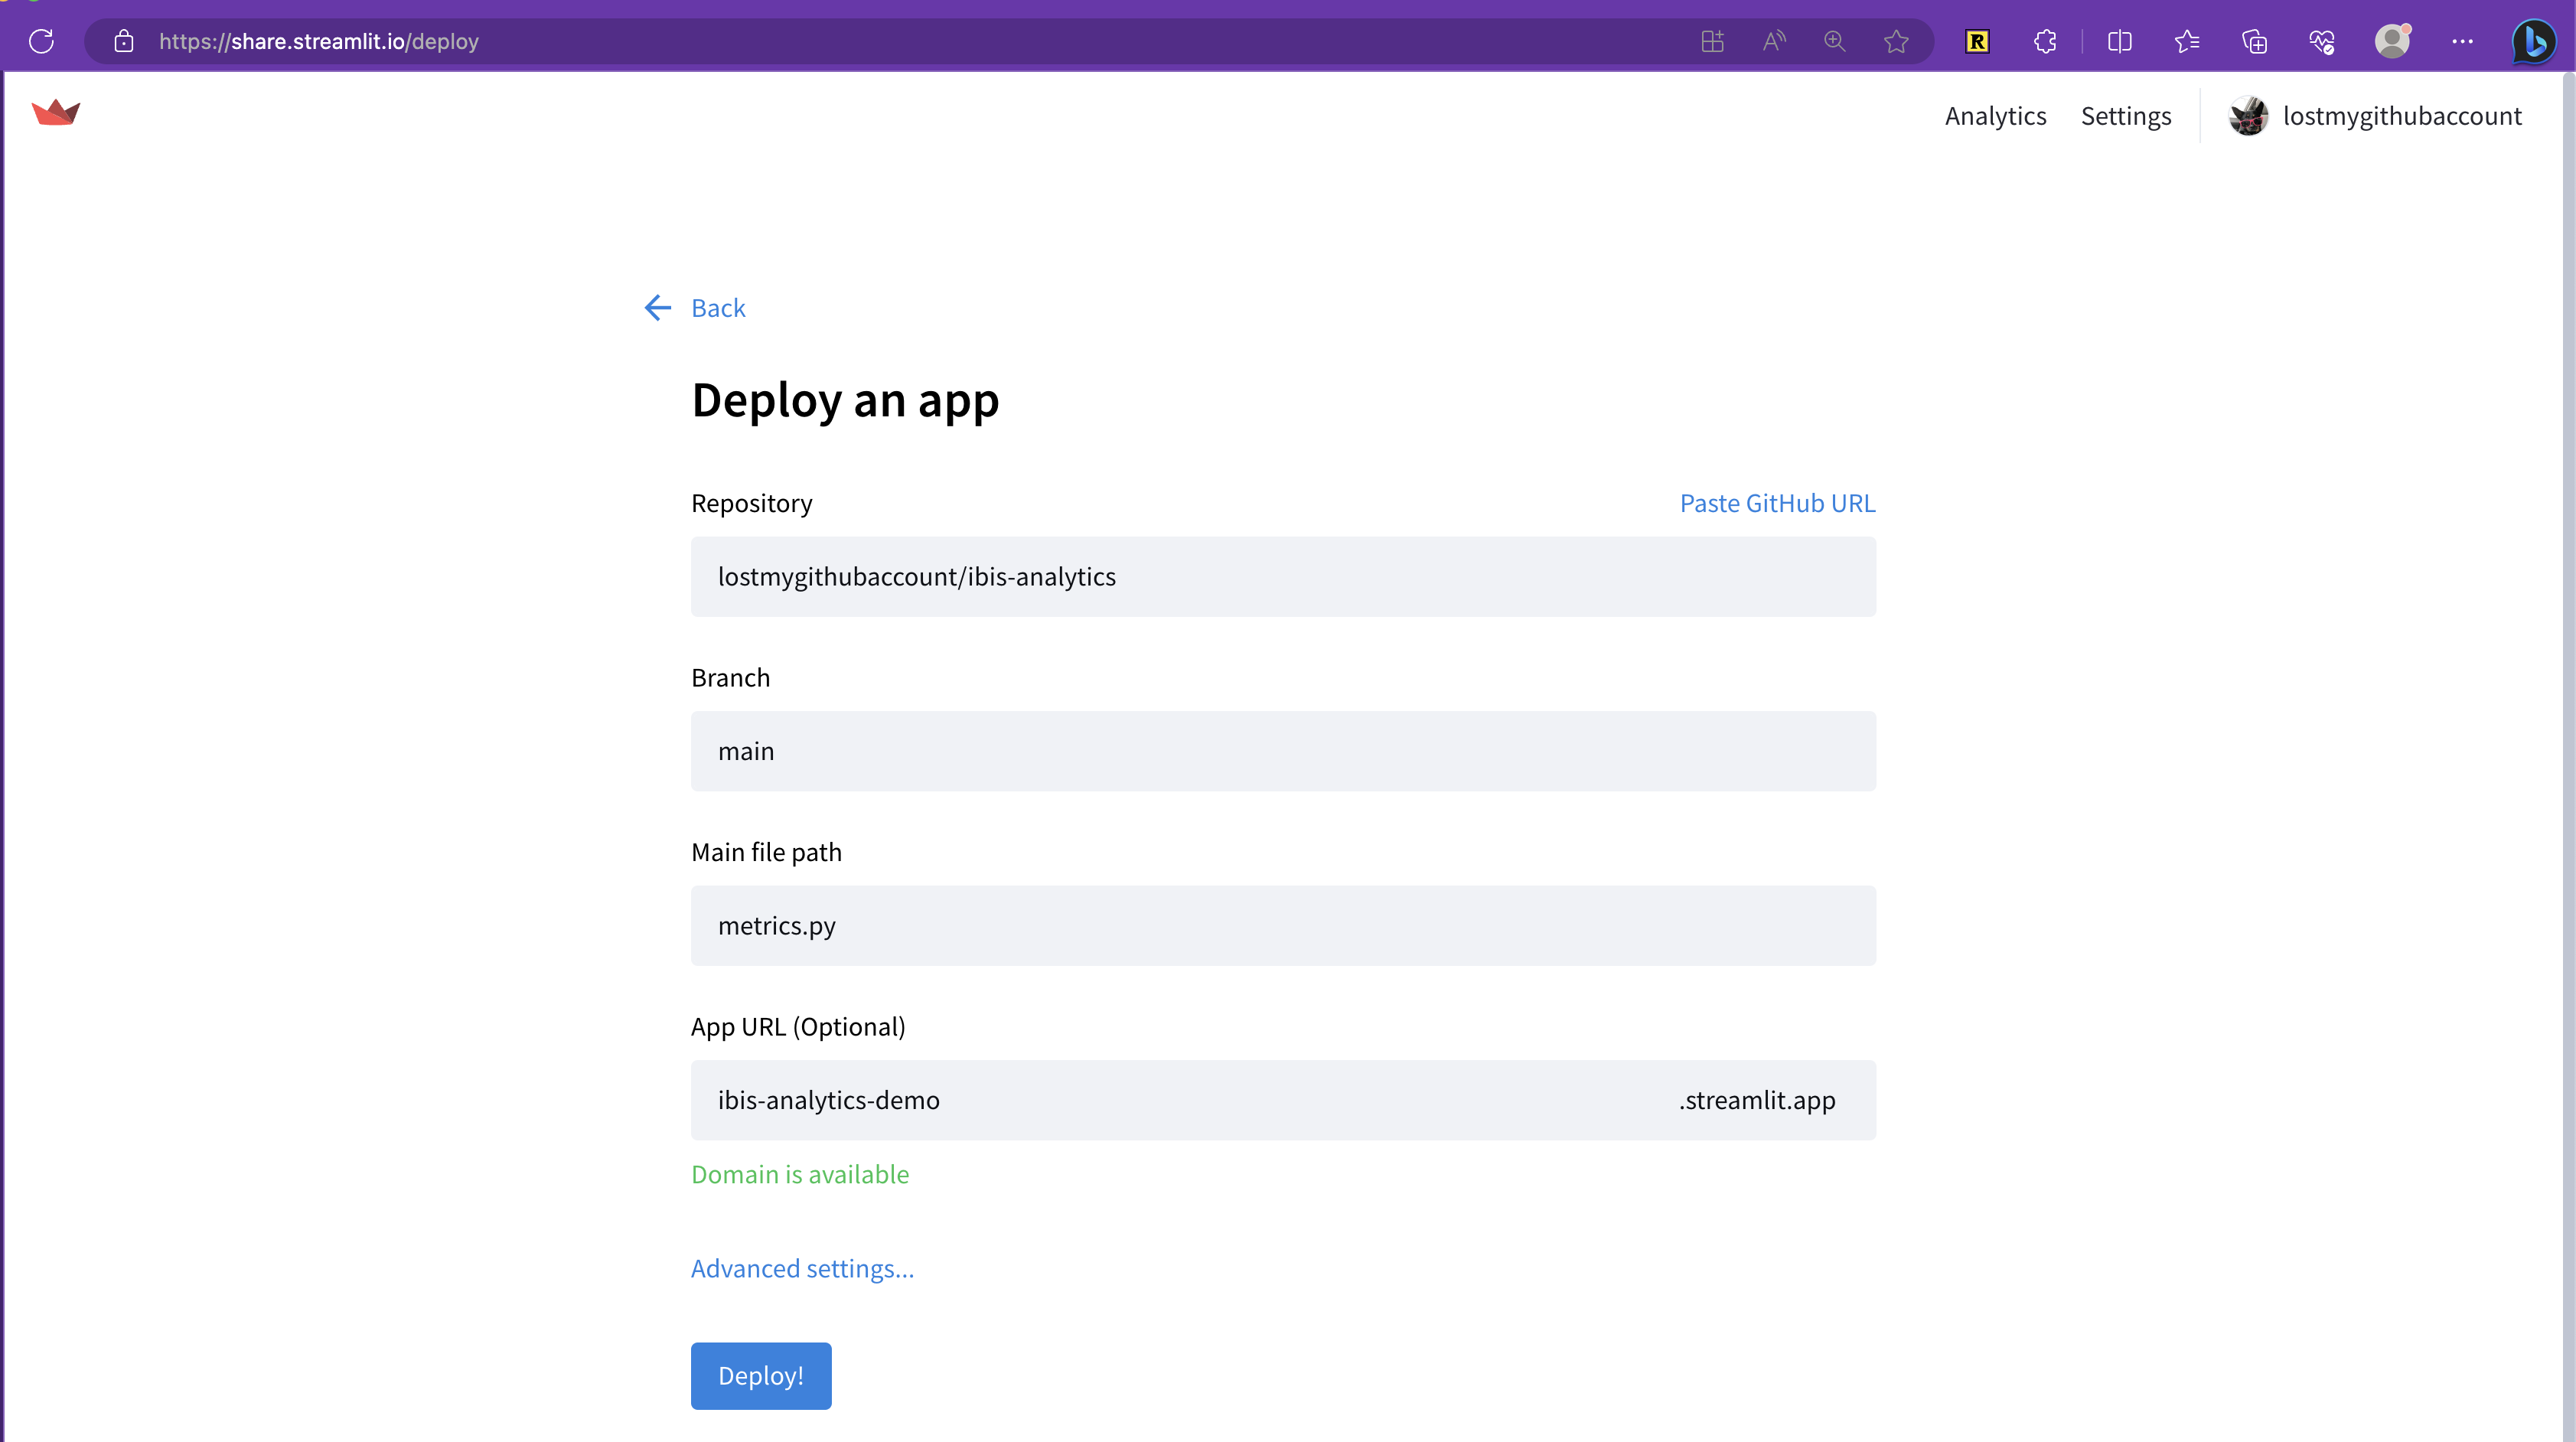 https://share.streamlit.io/deploy
R
Analytics Settings lostmygithubaccount
Back
Deploy an app
Repository Paste GitHub URL
lostmygithubaccount/ibis-analytics
Branch
main
Main file path
metrics.py
App URL (Optional)
ibis-analytics-demo .streamlit.app
Domain is available
Advanced settings...
Deploy!